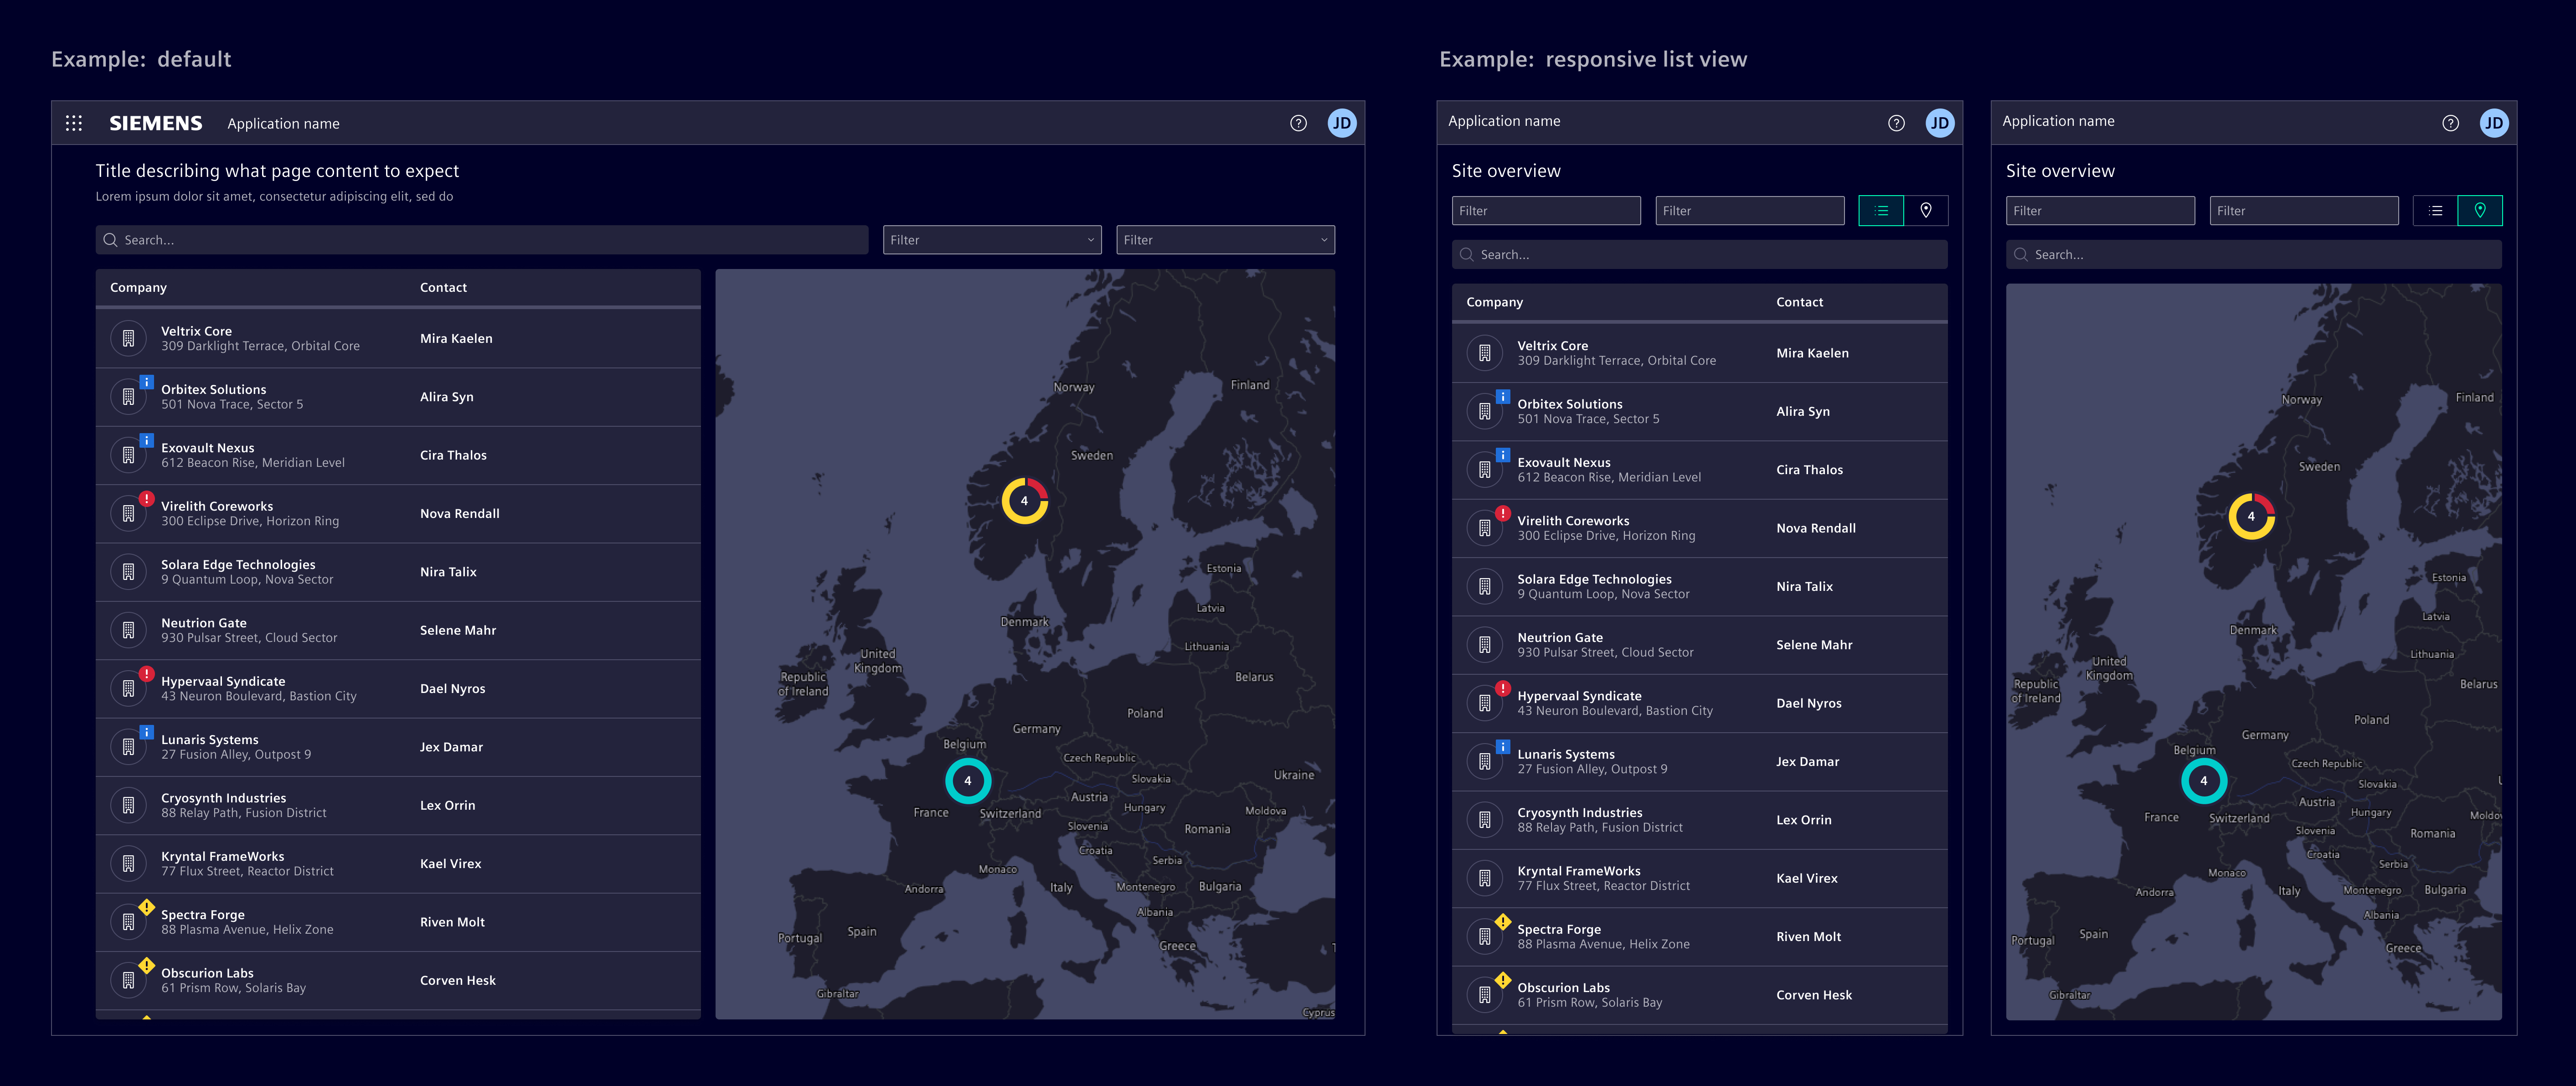 Example: default
SIEMENS
Application name
JD
Title describing what page content to expect
Lorem ipsum dolor sit amet, consectetur adipiscing elit, sed do
Search...
Filter
Filter
Company
Contact
Veltrix Core
309 Darklight Terrace, Orbital Core
Mira Kaelen
Orbitex Solutions
501 Nova Trace, Sector 5
Alira Syn
Exovault Nexus
612 Beacon Rise, Meridian Level
Cira Thalos
Virelith Coreworks
300 Eclipse Drive, Horizon Ring
Nova Rendall
Solara Edge Technologies
9 Quantum Loop, Nova Sector
Nira Talix
Neutrion Gate
930 Pulsar Street, Cloud Sector
Selene Mahr
Hypervaal Syndicate
43 Neuron Boulevard, Bastion City
Dael Nyros
Lunaris Systems
27 Fusion Alley, Outpost 9
Jex Damar
Cryosynth Industries
88 Relay Path, Fusion District
Lex Orrin
Kryntal FrameWorks
77 Flux Street, Reactor District
Kael Virex
Spectra Forge
88 Plasma Avenue, Helix Zone
Riven Molt
Obscurion Labs
61 Prism Row, Solaris Bay
Corven Hesk
Norway
Finland
Sweden
4
Estonia
Latvia
Denmark
Lithuania
United
Kingdom
Republic
of Ireland
Belarus
Poland
Germany
Belgium
Czech Republic
Ukraine
4
Slovakia
Austria
Hungary
France
Switzerland
Moldova
Slovenia
Romania
Croatia
Serbia
Monaco
Andorra
Italy
Montenegro
Bulgaria
Albania
Portugal
Spain
Greece
Gibraltar
Cyprus
Example: responsive list view
Application name
JD
Site overview
Filter
Filter
Search...
Company
Contact
Veltrix Core
309 Darklight Terrace, Orbital Core
Mira Kaelen
Orbitex Solutions
501 Nova Trace, Sector 5
Alira Syn
Exovault Nexus
612 Beacon Rise, Meridian Level
Cira Thalos
Virelith Coreworks
300 Eclipse Drive, Horizon Ring
Nova Rendall
Solara Edge Technologies
9 Quantum Loop, Nova Sector
Nira Talix
Neutrion Gate
930 Pulsar Street, Cloud Sector
Selene Mahr
Hypervaal Syndicate
43 Neuron Boulevard, Bastion City
Dael Nyros
Lunaris Systems
27 Fusion Alley, Outpost 9
Jex Damar
Cryosynth Industries
88 Relay Path, Fusion District
Lex Orrin
Kryntal FrameWorks
77 Flux Street, Reactor District
Kael Virex
Spectra Forge
88 Plasma Avenue, Helix Zone
Riven Molt
Obscurion Labs
61 Prism Row, Solaris Bay
Corven Hesk
Application name
JD
Site overview
Filter
Filter
Search...
Norway
Finland
Sweden
4
Estonia
Latvia
Denmark
Lithuania
United
Kingdom
Republic
of Ireland
Belarus
Poland
Germany
Belgium
Czech Republic
4
Slovakia
Austria
Hungary
France
Switzerland
Moldo
Slovenia
Romania
Croatia
Serbia
Monaco
Andorra
Italy
Montenegro
Bulgaria
Albania
Portugal
Spain
Greece
Gibraltar